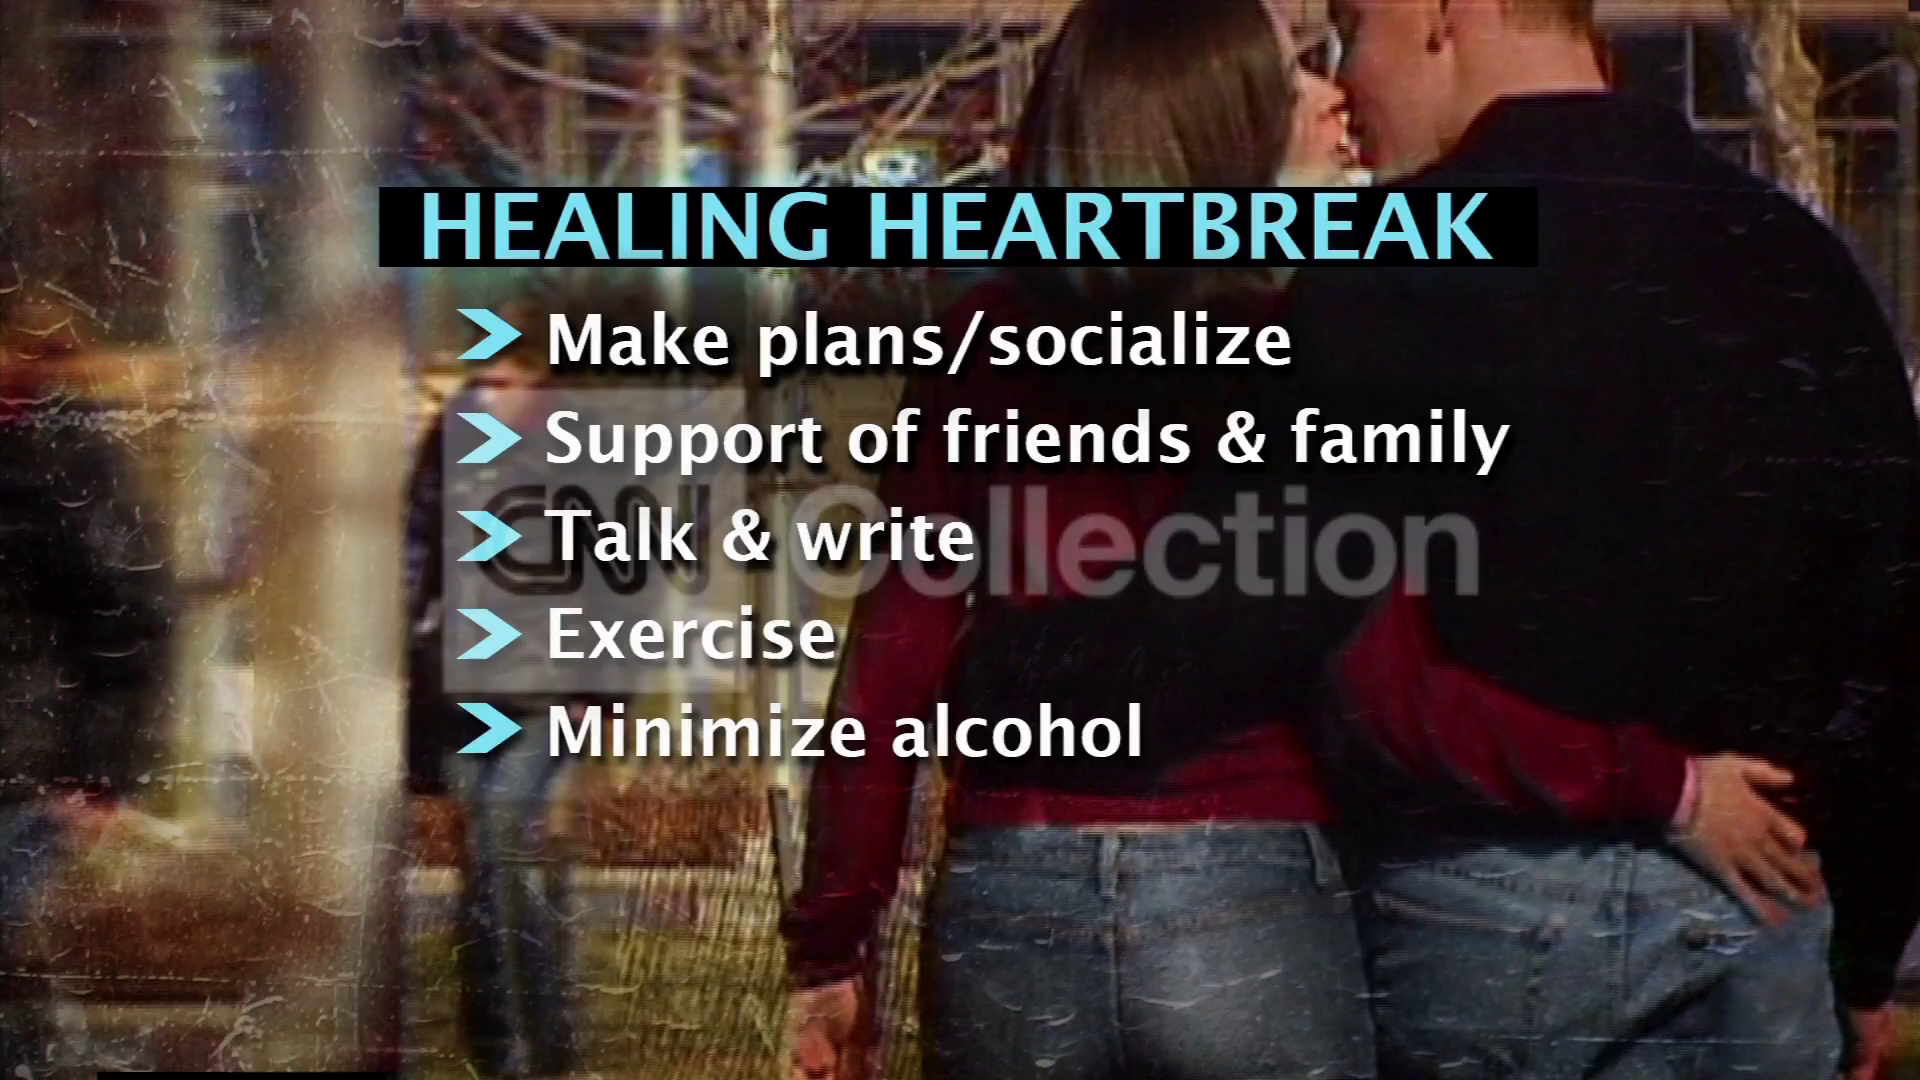 HEALING HEARTBREAK
Make plans/socialize
Support of friends & family
Talk & write
Exercise
Minimize alcohol
CNN Collection